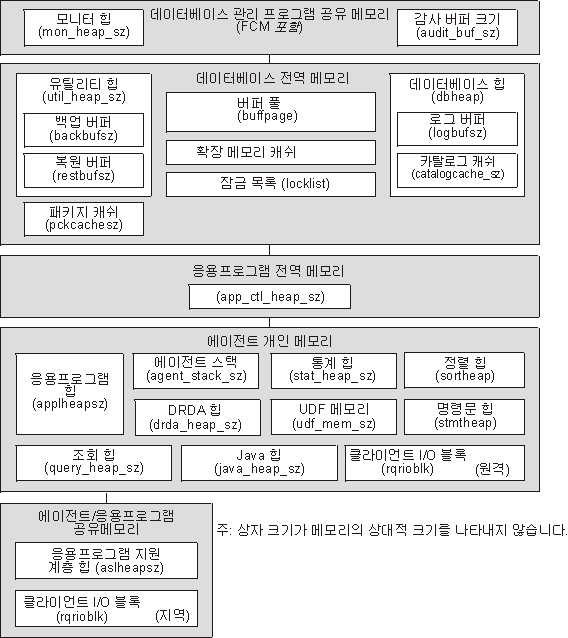 데이터베이스 관리 프로그램 공유 메모리
(FCM 포함)
모니터 힙
(mon_heap_sz)
감사 버퍼 크기
(audit_buf_sz)
데이터베이스 전역 메모리
유틸리티 힙
(util_heap_sz)
백업 버퍼
(backbufsz)
복원 버퍼
(restbufsz)
패키지 캐쉬
(pckcachesz)
버퍼 풀
(buffpage)
확장 메모리 캐쉬
잠금 목록 (locklist)
데이터베이스 힙
(dbheap)
로그 버퍼
(logbufsz)
카탈로그 캐쉬
(catalogcache_sz)
응용프로그램 전역 메모리
(app_ctl_heap_sz)
에이전트 개인 메모리
응용프로그램
힙
(applheapsz)
에이전트 스택
(agent_stack_sz)
통계 힙
(stat_heap_sz)
정렬 힙
(sortheap)
DRDA 힙
(drda_heap_sz)
UDF 메모리
(udf_mem_sz)
명령문 힙
(stmtheap)
조회 힙
(query_heap_sz)
Java 힙
(java_heap_sz)
클라이언트 I/O 블록
(rqrioblk) (원격)
에이전트/응용프로그램
공유메모리
응용프로그램 지원
계층 힙 (aslheapsz)
클라이언트 I/O 블록
(rqrioblk) (지역)
주: 상자 크기가 메모리의 상대적 크기를 나타내지 않습니다.